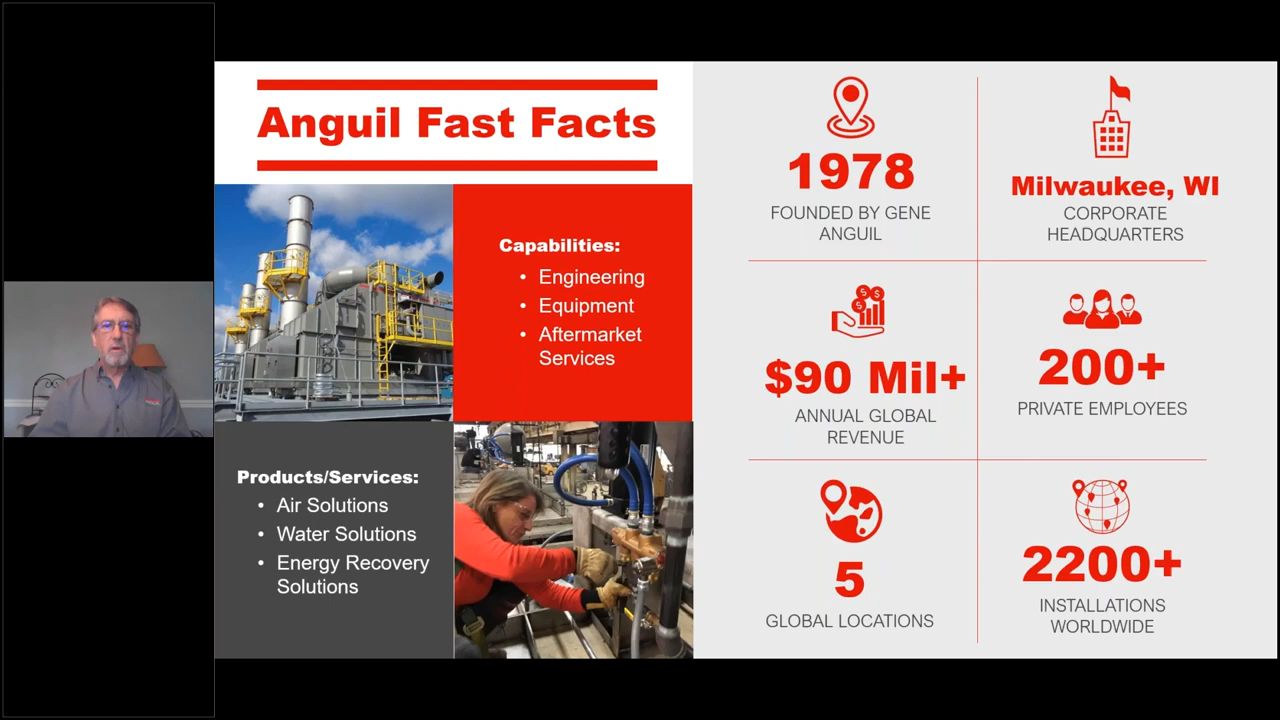 Anguil Fast Facts
Capabilities:
• Engineering
• Equipment
• Aftermarket
Services
Products/Services:
• Air Solutions
• Water Solutions
• Energy Recovery
Solutions
1978
FOUNDED BY GENE
ANGUIL
Milwaukee, WI
CORPORATE
HEADQUARTERS
$90 Mil+
ANNUAL GLOBAL
REVENUE
200+
PRIVATE EMPLOYEES
5
GLOBAL LOCATIONS
2200+
INSTALLATIONS
WORLDWIDE